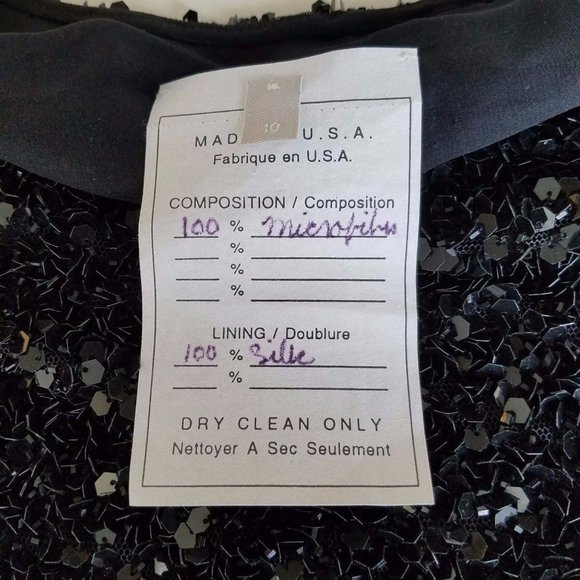 10
MAD U.S.A.
Fabrique en U.S.A.
COMPOSITION / Composition
100 % microfiber
%
%
%
LINING / Doublure
100 % Silk
%
DRY CLEAN ONLY
Nettoyer A Sec Seulement